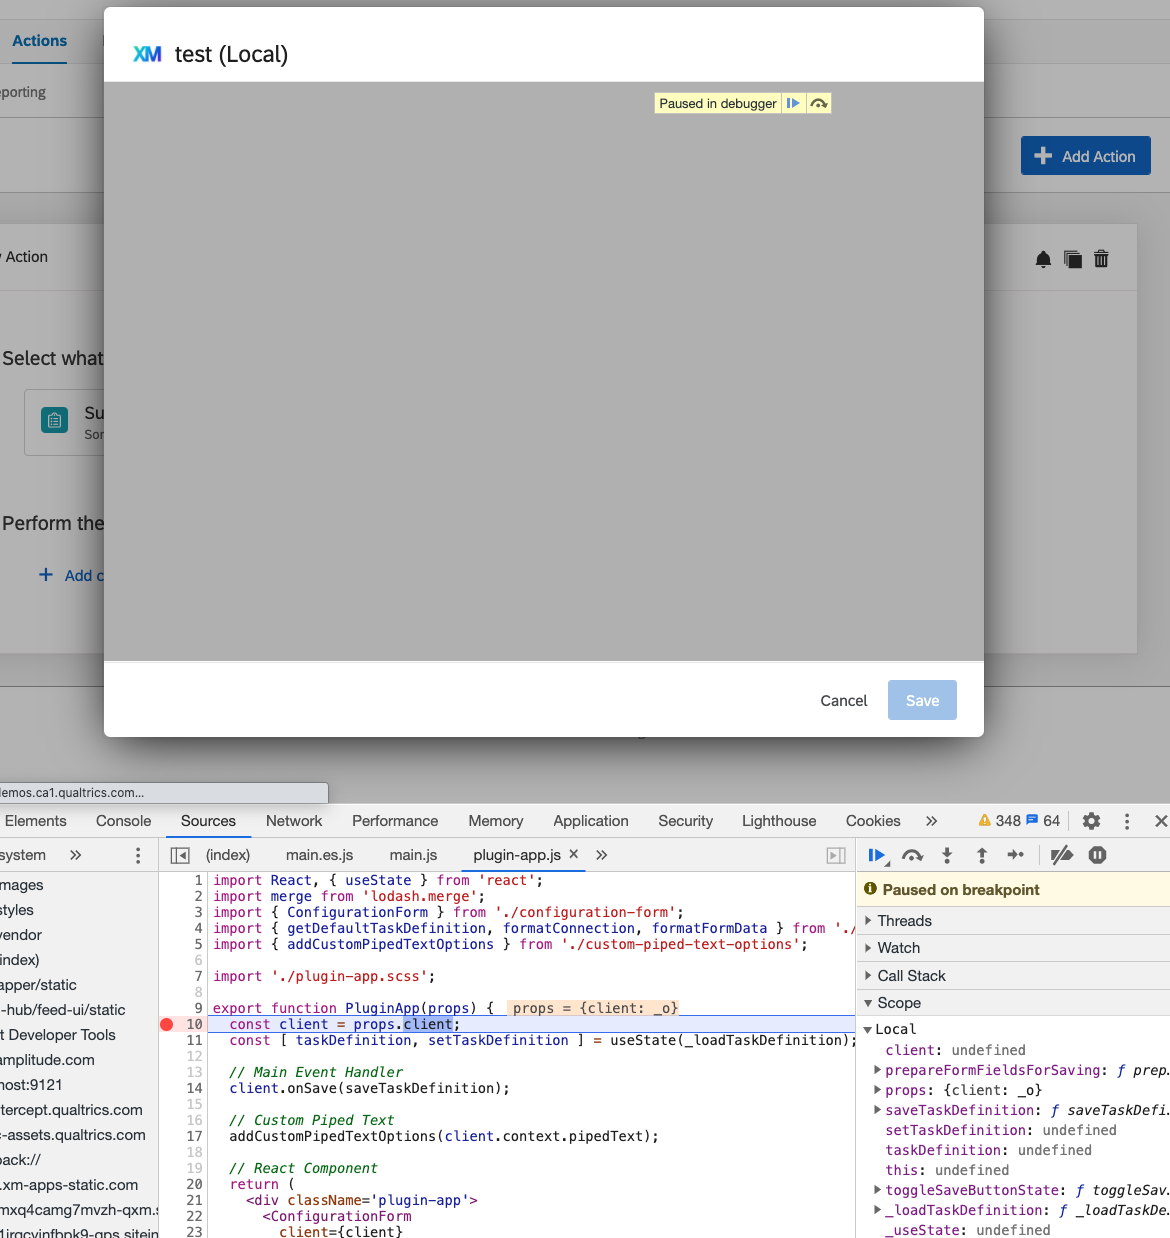 XM test (Local)
Actions
eporting
Paused in debugger
Add Action
Action
Select what
Su
Sor
Perform the
Add c
Cancel
Save
lemos.ca1.qualtrics.com...
Elements Console Sources Network Performance Memory Application Security Lighthouse Cookies » 348 64
system » (index) main.es.js main.js plugin-app.js × »
mages
styles
vendor
index)
apper/static
-hub/feed-ui/static
t Developer Tools
amplitude.com
host:9121
tercept.qualtrics.com
c-assets.qualtrics.com
pack://
.xm-apps-static.com
mxq4camg7mvzh-qxm.s
1 import React, { useState } from 'react';
2 import merge from 'lodash.merge';
3 import { ConfigurationForm } from './configuration-form';
4 import { getDefaultTaskDefinition, formatConnection, formatFormData } from './
5 import { addCustomPipedTextOptions } from './custom-piped-text-options';
6
7 import './plugin-app.scss';
8
9 export function PluginApp(props) { props = {client: _o}
10 const client = props.client;
11 const [ taskDefinition, setTaskDefinition ] = useState(_loadTaskDefinition);
12
13 // Main Event Handler
14 client.onSave(saveTaskDefinition);
15
16 // Custom Piped Text
17 addCustomPipedTextOptions(client.context.pipedText);
18
19 // React Component
20 return (
21 <div className='plugin-app'>
22 <ConfigurationForm
23 client={client}
Paused on breakpoint
Threads
Watch
Call Stack
Scope
Local
client: undefined
prepareFormFieldsForSaving: ƒ prep…
props: {client: _o}
saveTaskDefinition: ƒ saveTaskDefi…
setTaskDefinition: undefined
taskDefinition: undefined
this: undefined
toggleSaveButtonState: ƒ toggleSav…
_loadTaskDefinition: ƒ _loadTaskDe…
_useState: undefined